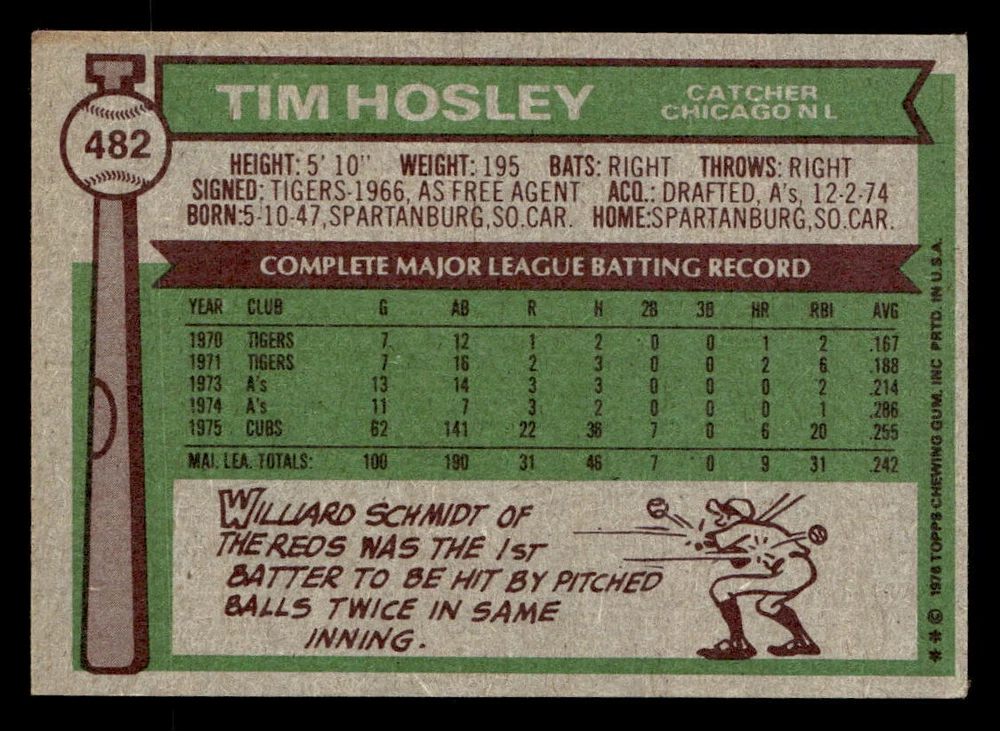 TIM HOSLEY
CATCHER
CHICAGO N L
482
HEIGHT: 5' 10" WEIGHT: 195 BATS: RIGHT THROWS: RIGHT
SIGNED: TIGERS-1966, AS FREE AGENT ACQ.: DRAFTED, A's, 12-2-74
BORN: 5-10-47, SPARTANBURG, SO. CAR. HOME: SPARTANBURG, SO. CAR.
COMPLETE MAJOR LEAGUE BATTING RECORD
YEAR CLUB G AB R H 2B 3B HR RBI AVG
1970 TIGERS 7 12 1 2 0 0 1 2 .167
1971 TIGERS 7 16 2 3 0 0 2 6 .188
1973 A's 13 14 3 3 0 0 0 2 .214
1974 A's 11 7 3 2 0 0 0 1 .286
1975 CUBS 62 141 22 36 7 0 6 20 .255
MAJ. LEA. TOTALS: 100 190 31 46 7 0 9 31 .242
WILLIARD SCHMIDT OF
THE REDS WAS THE 1ST
BATTER TO BE HIT BY PITCHED
BALLS TWICE IN SAME
INNING.
** © 1976 TOPPS CHEWING GUM, INC PRTD. IN U.S.A.